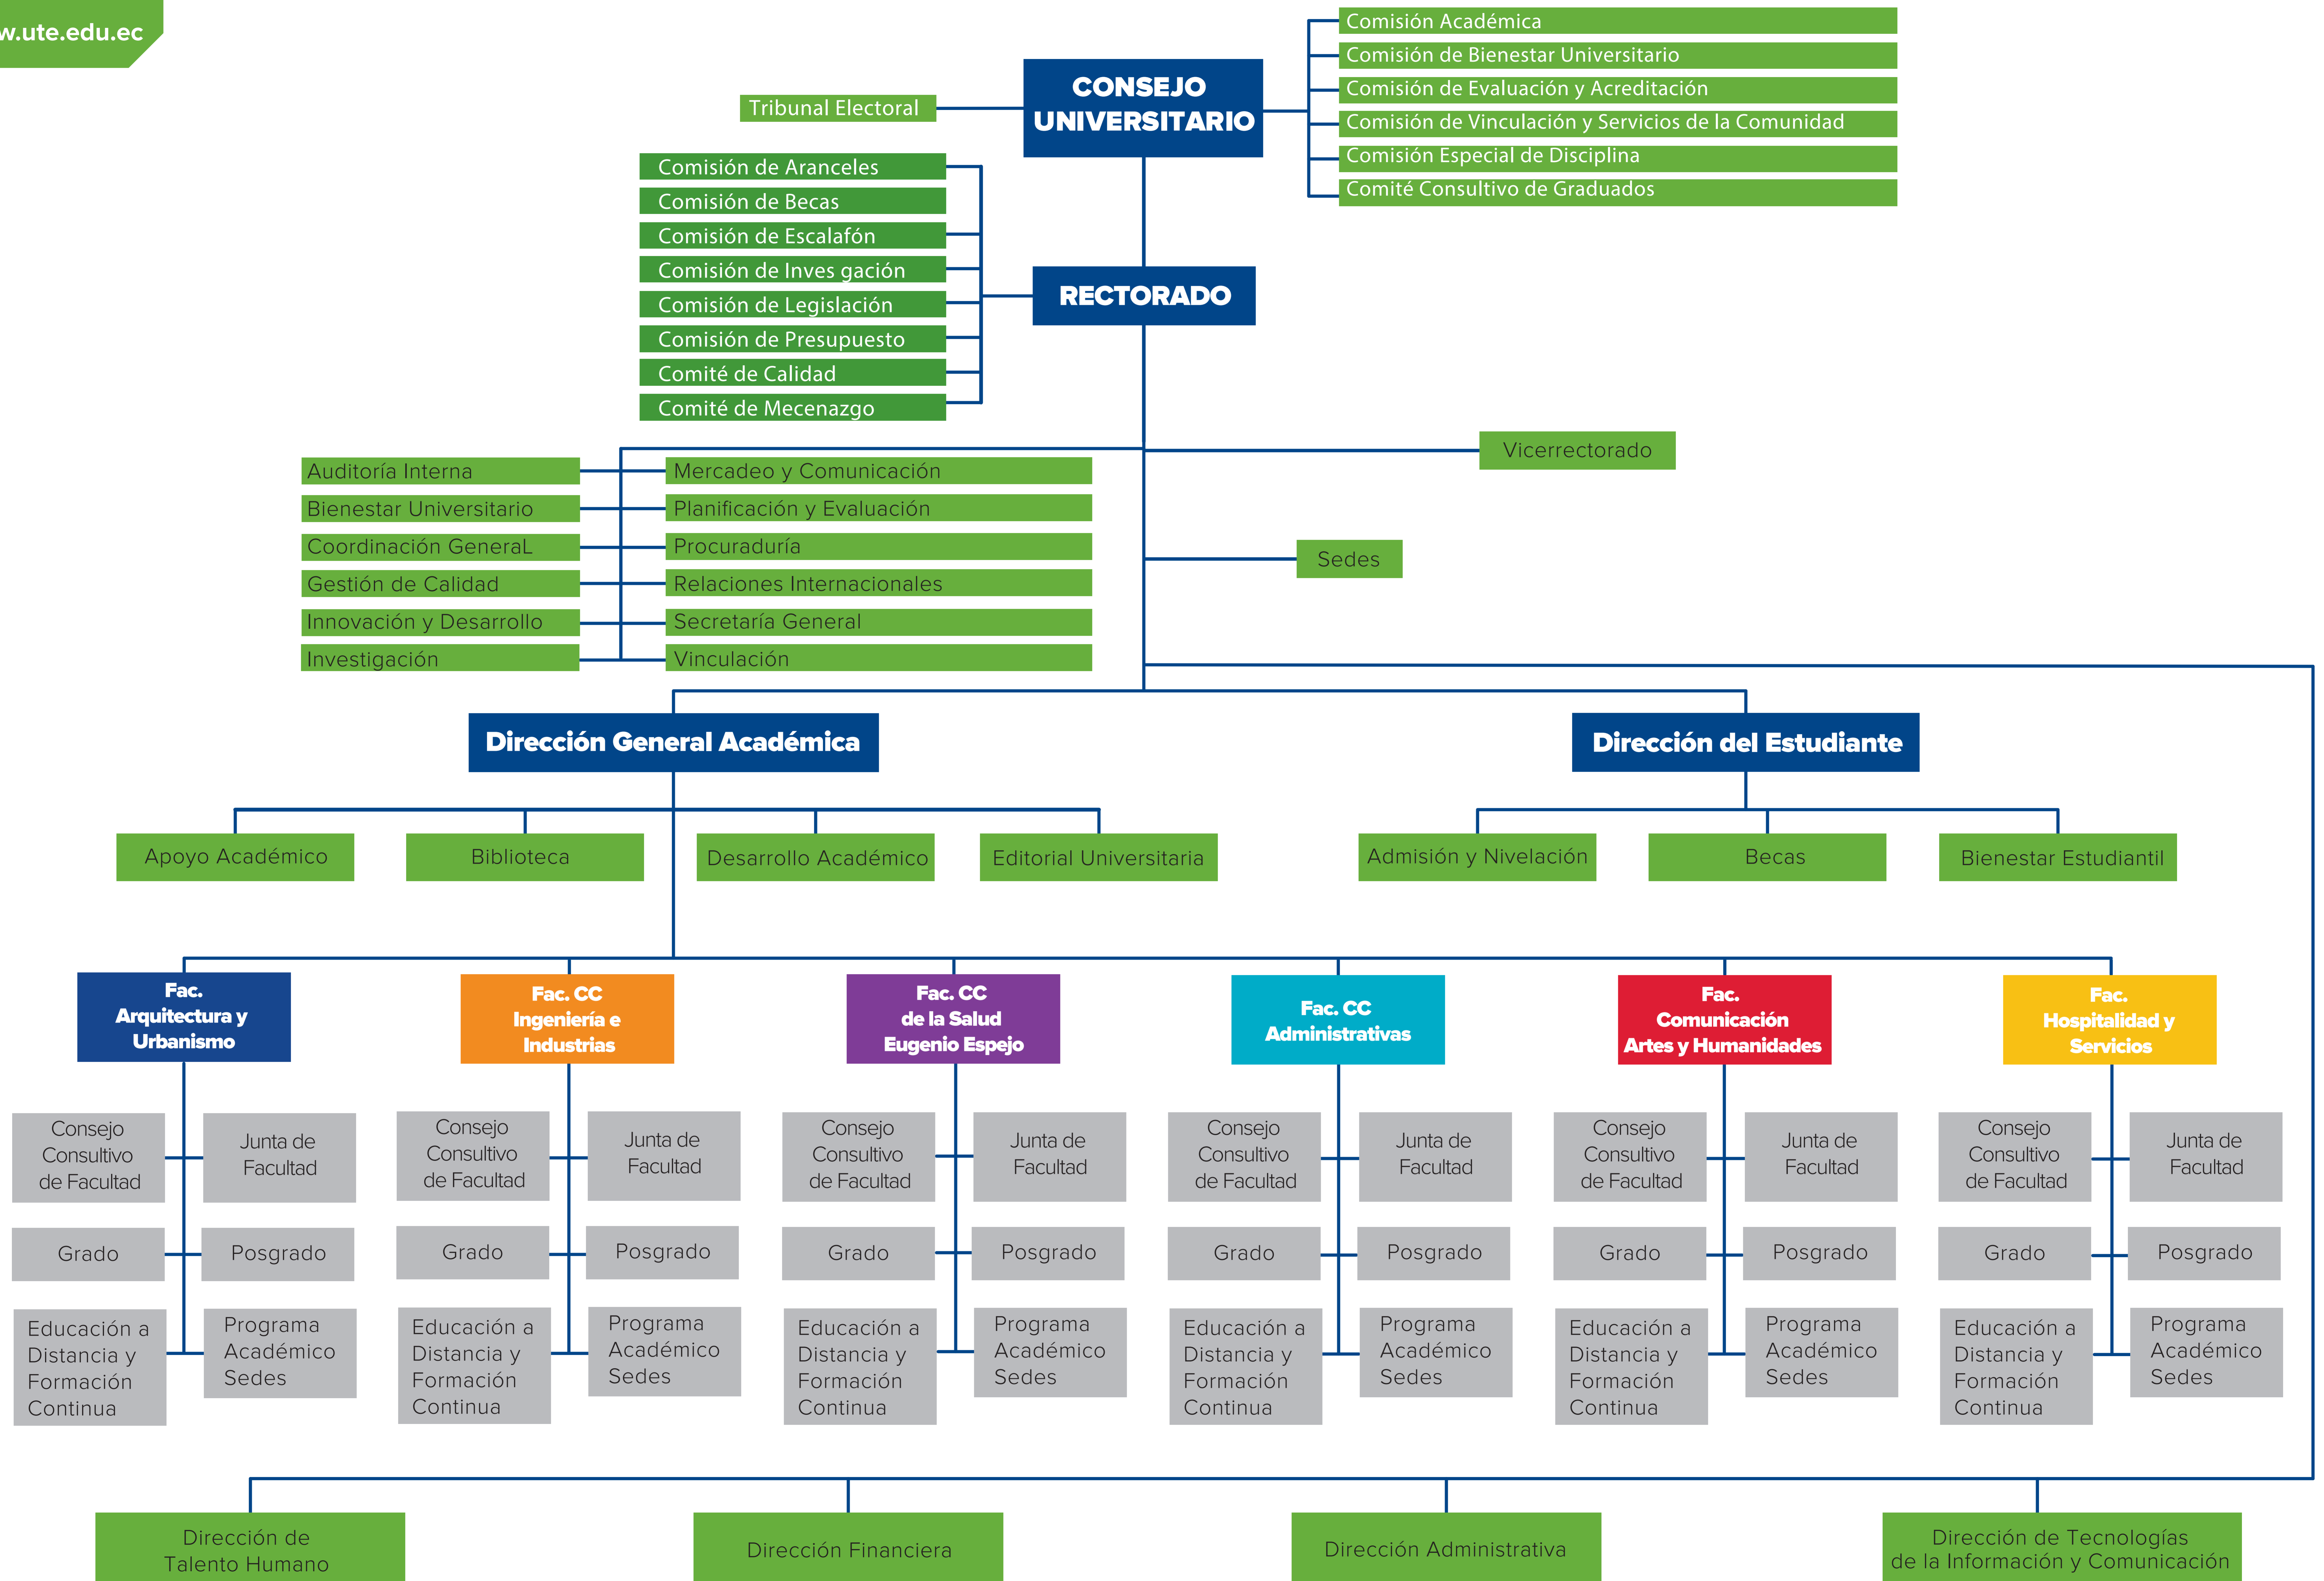 w.ute.edu.ec
CONSEJO
UNIVERSITARIO
Tribunal Electoral
Comisión Académica
Comisión de Bienestar Universitario
Comisión de Evaluación y Acreditación
Comisión de Vinculación y Servicios de la Comunidad
Comisión Especial de Disciplina
Comité Consultivo de Graduados
Comisión de Aranceles
Comisión de Becas
Comisión de Escalafón
Comisión de Inves gación
Comisión de Legislación
Comisión de Presupuesto
Comité de Calidad
Comité de Mecenazgo
RECTORADO
Vicerrectorado
Sedes
Auditoría Interna
Bienestar Universitario
Coordinación GeneraL
Gestión de Calidad
Innovación y Desarrollo
Investigación
Mercadeo y Comunicación
Planificación y Evaluación
Procuraduría
Relaciones Internacionales
Secretaría General
Vinculación
Dirección General Académica
Dirección del Estudiante
Apoyo Académico
Biblioteca
Desarrollo Académico
Editorial Universitaria
Admisión y Nivelación
Becas
Bienestar Estudiantil
Fac.
Arquitectura y
Urbanismo
Fac. CC
Ingeniería e
Industrias
Fac. CC
de la Salud
Eugenio Espejo
Fac. CC
Administrativas
Fac.
Comunicación
Artes y Humanidades
Fac.
Hospitalidad y
Servicios
Consejo
Consultivo
de Facultad
Junta de
Facultad
Grado
Posgrado
Educación a
Distancia y
Formación
Continua
Programa
Académico
Sedes
Consejo
Consultivo
de Facultad
Junta de
Facultad
Grado
Posgrado
Educación a
Distancia y
Formación
Continua
Programa
Académico
Sedes
Consejo
Consultivo
de Facultad
Junta de
Facultad
Grado
Posgrado
Educación a
Distancia y
Formación
Continua
Programa
Académico
Sedes
Consejo
Consultivo
de Facultad
Junta de
Facultad
Grado
Posgrado
Educación a
Distancia y
Formación
Continua
Programa
Académico
Sedes
Consejo
Consultivo
de Facultad
Junta de
Facultad
Grado
Posgrado
Educación a
Distancia y
Formación
Continua
Programa
Académico
Sedes
Consejo
Consultivo
de Facultad
Junta de
Facultad
Grado
Posgrado
Educación a
Distancia y
Formación
Continua
Programa
Académico
Sedes
Dirección de
Talento Humano
Dirección Financiera
Dirección Administrativa
Dirección de Tecnologías
de la Información y Comunicación